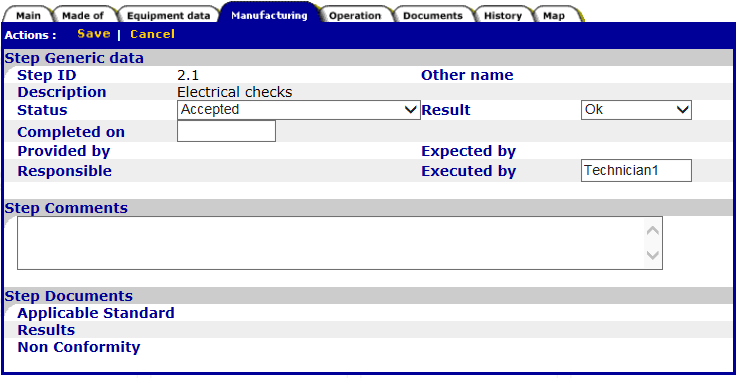 Main Made of Equipment data Manufacturing Operation Documents History Map
Actions : Save | Cancel
Step Generic data
Step ID 2.1 Other name
Description Electrical checks
Status Accepted Result Ok
Completed on
Provided by Expected by
Responsible Executed by Technician1
Step Comments
Step Documents
Applicable Standard
Results
Non Conformity